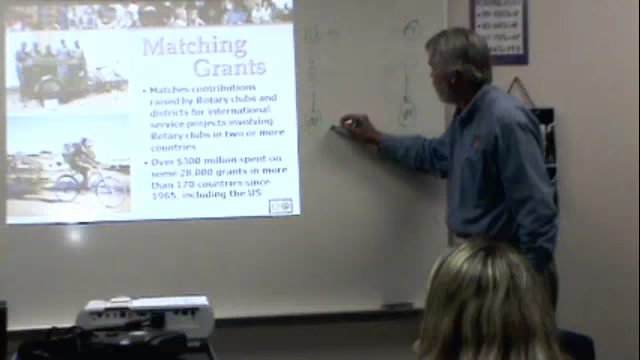 Matching
Grants
• Matches contributions
raised by Rotary clubs and
districts for international
service projects involving
Rotary clubs in two or more
countries
• Over $300 million spent on
some 28,000 grants in more
than 170 countries since
1965, including the US